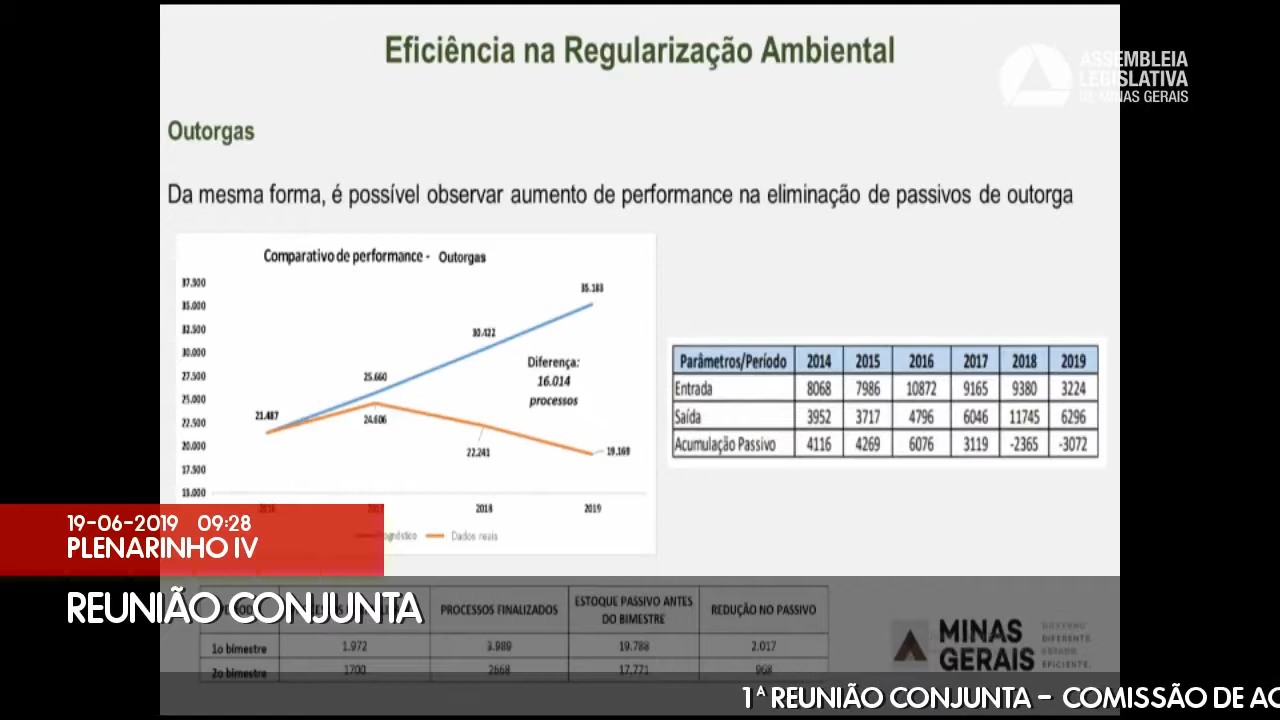 Eficiência na Regularização Ambiental
ASSEMBLEIA
LEGISLATIVA
DE MINAS GERAIS
Outorgas
Da mesma forma, é possível observar aumento de performance na eliminação de passivos de outorga
Comparativo de performance - Outorgas
37.500
35.000
32.500
30.000
27.500
25.000
22.500
20.000
17.500
15.000
21.487
25.660
30.422
35.183
24.606
22.241
19.169
Diferença:
16.014
processos
2018 2019
Dados reais
Parâmetros/Período 2014 2015 2016 2017 2018 2019
Entrada 8068 7986 10872 9165 9380 3224
Saída 3952 3717 4796 6046 11745 6296
Acumulação Passivo 4116 4269 6076 3119 -2365 -3072
19-06-2019 09:28
PLENARINHO IV
REUNIÃO CONJUNTA
PROCESSOS FINALIZADOS ESTOQUE PASSIVO ANTES DO BIMESTRE REDUÇÃO NO PASSIVO
1o bimestre 1.972 3.989 19.788 2.017
2o bimestre 1700 2668 17.771 968
MINAS
GERAIS
GOVERNO
DIFERENTE.
ESTADO
EFICIENTE.
1ª REUNIÃO CONJUNTA - COMISSÃO DE AG